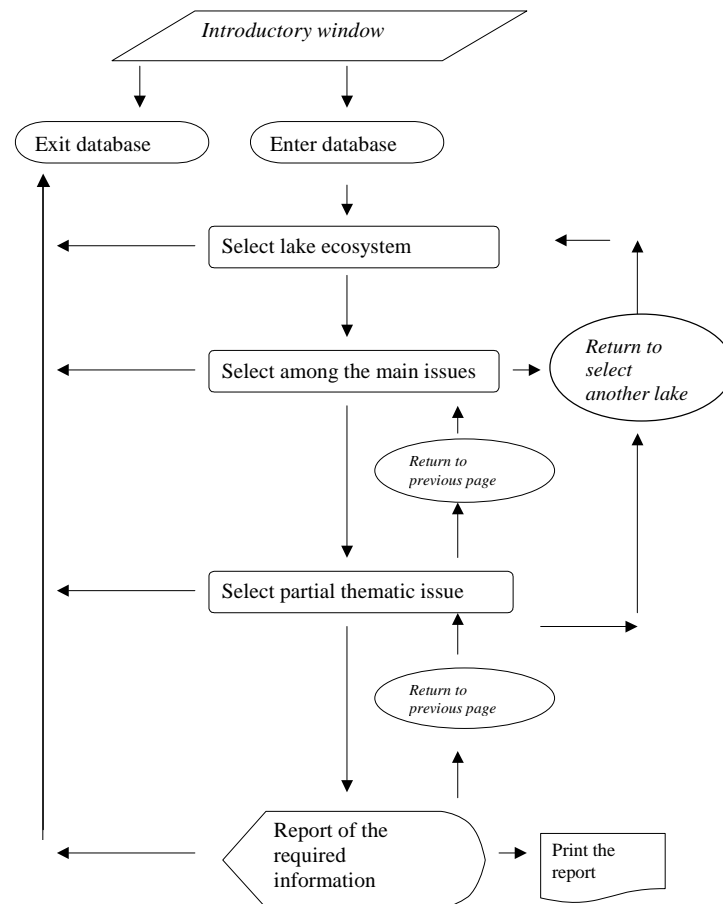 Introductory window
Exit database
Enter database
Select lake ecosystem
Select among the main issues
Return to
select
another lake
Return to
previous page
Select partial thematic issue
Return to
previous page
Report of the
required
information
Print the
report